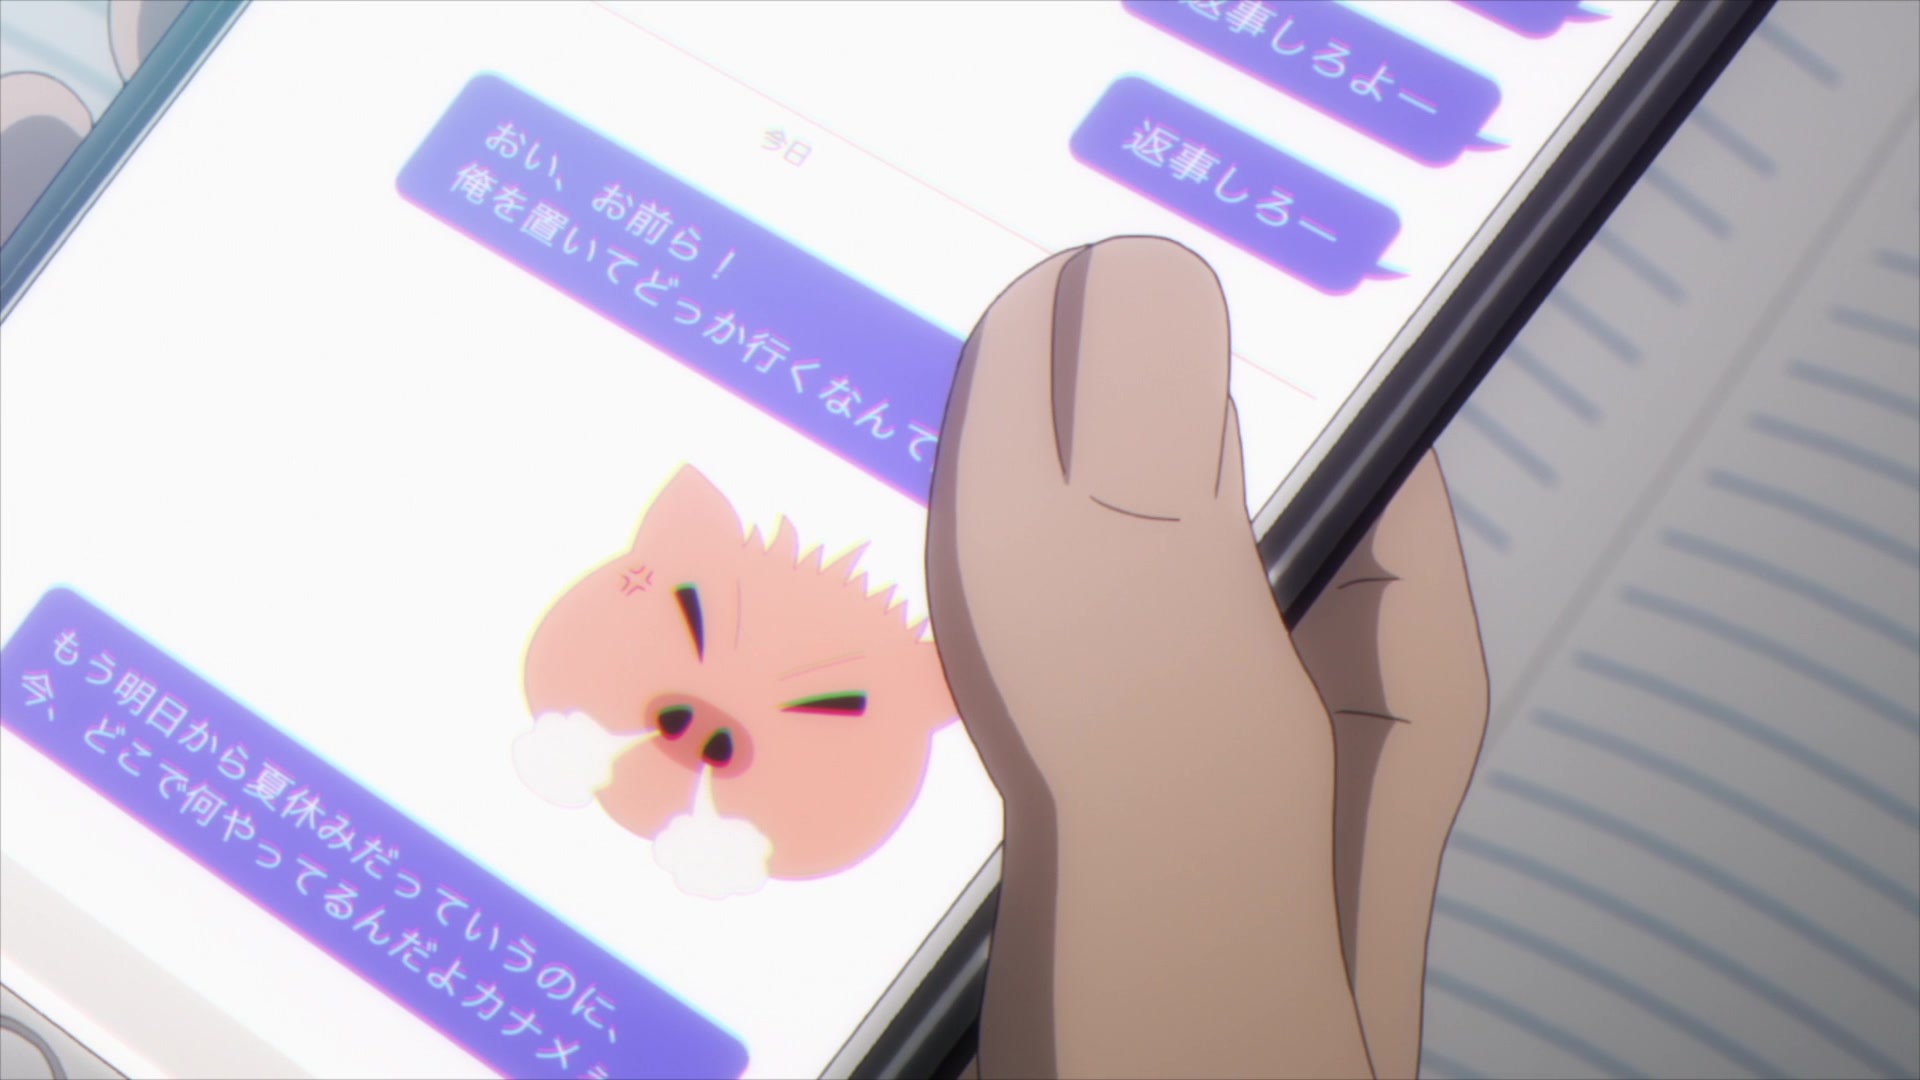 返事しろよー
返事しろー
今日
おい、お前ら！
俺を置いてどっか行くなんて
もう明日から夏休みだっていうのに、
今、どこで何やってるんだよカナメ